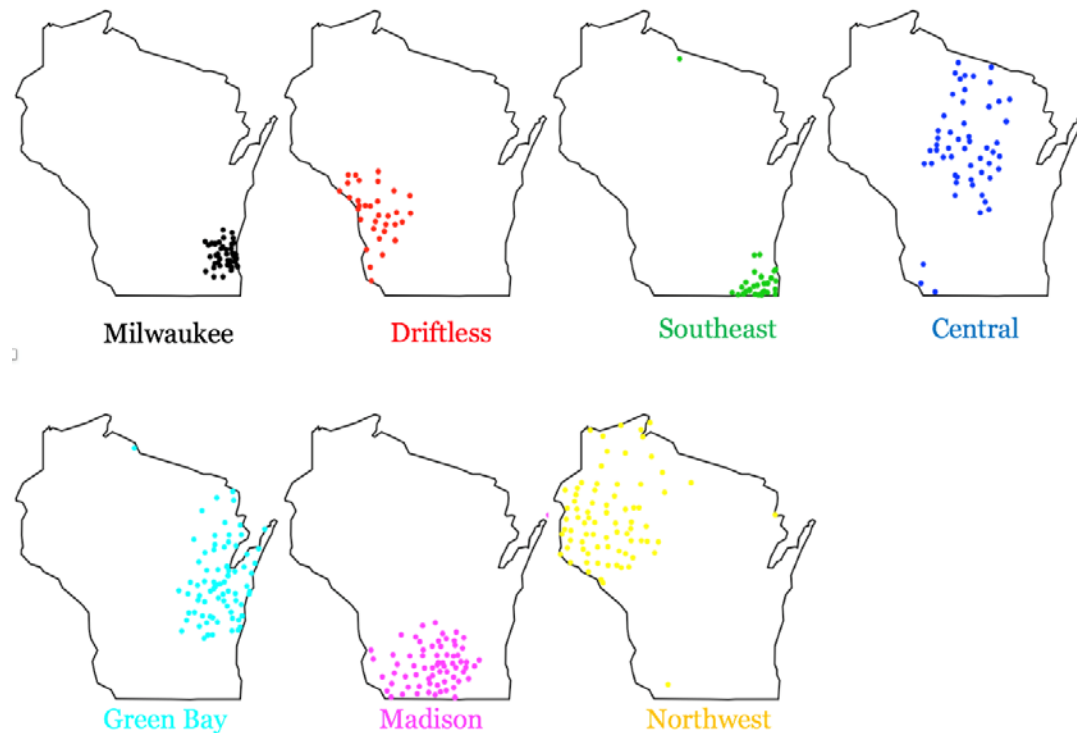 Milwaukee
Driftless
Southeast
Central
Green Bay
Madison
Northwest